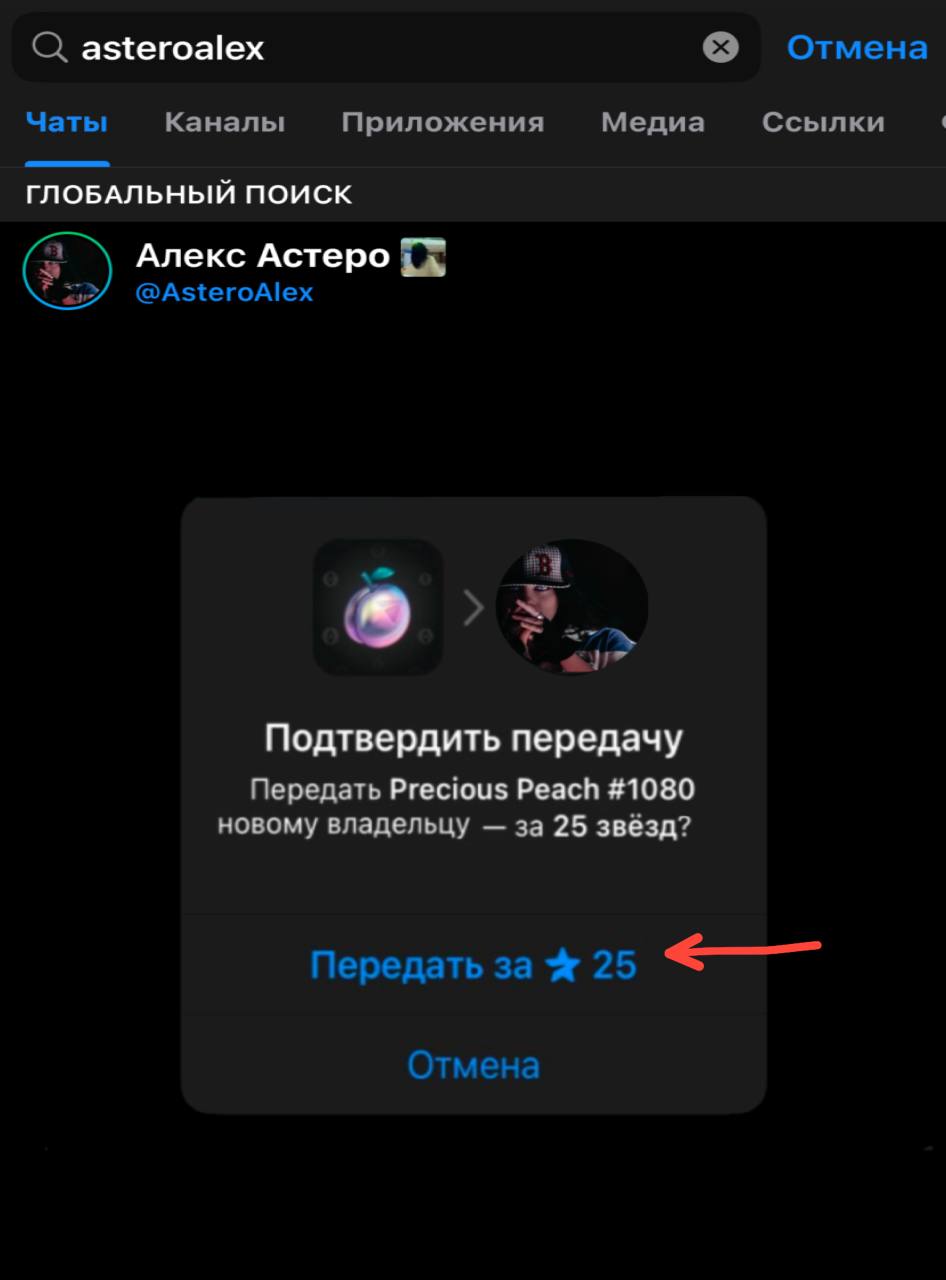 asteroalex
Отмена
Чаты Каналы Приложения Медиа Ссылки
ГЛОБАЛЬНЫЙ ПОИСК
Алекс Астеро
@AsteroAlex
B
Подтвердить передачу
Передать Precious Peach #1080
новому владельцу — за 25 звёзд?
Передать за ★ 25
Отмена